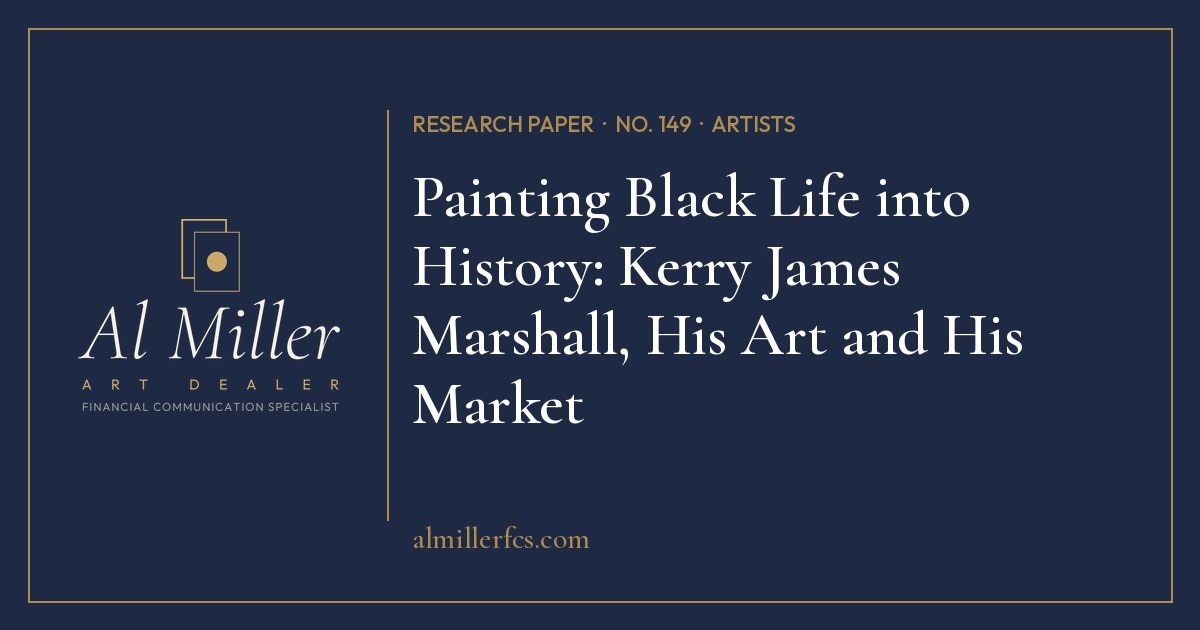 Al Miller
ART DEALER
FINANCIAL COMMUNICATION SPECIALIST
RESEARCH PAPER · NO. 149 · ARTISTS
Painting Black Life into
History: Kerry James
Marshall, His Art and His
Market
almillerfcs.com